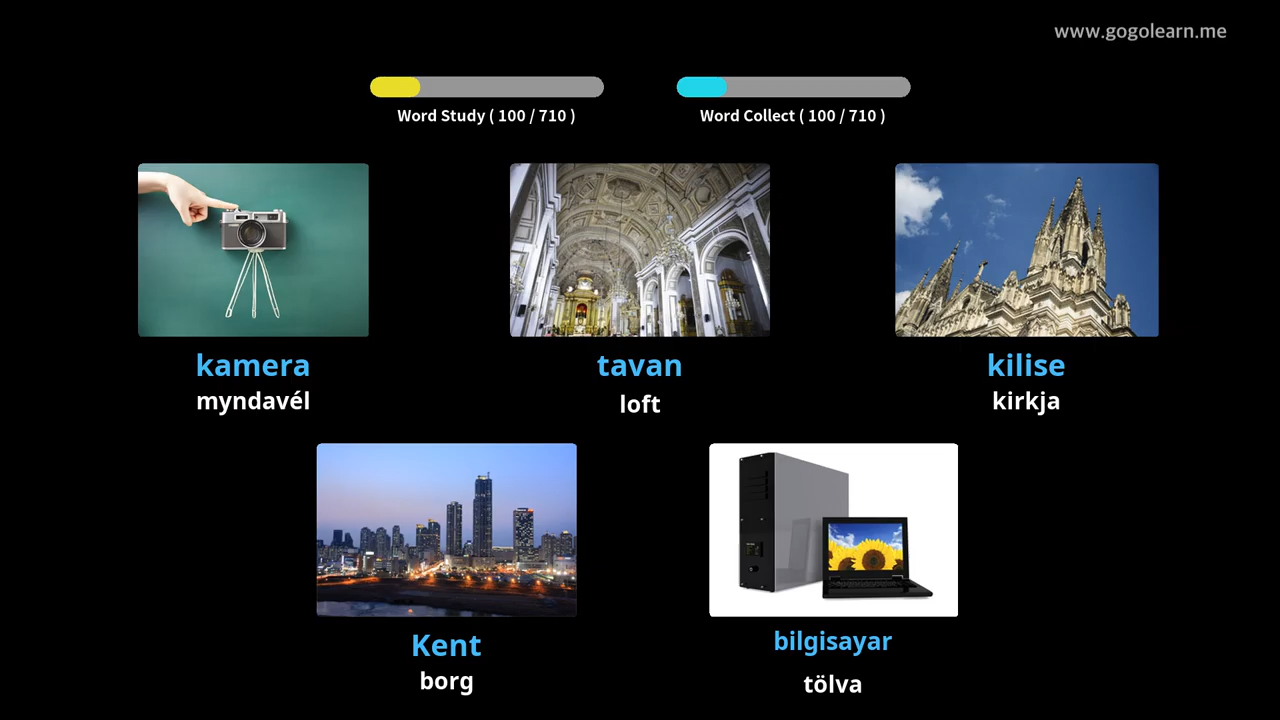 www.gogolearn.me
Word Study ( 100 / 710 )
Word Collect ( 100 / 710 )
kamera
myndavél
tavan
loft
kilise
kirkja
Kent
borg
bilgisayar
tölva